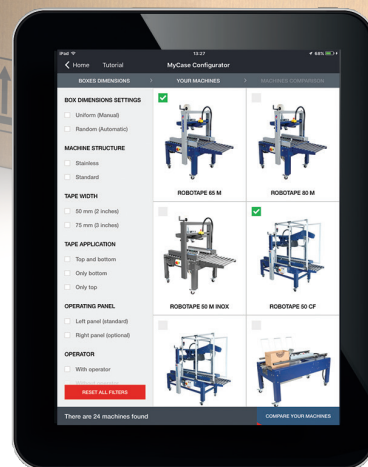 iPad
13:27
68%
Home
Tutorial
MyCase Configurator
BOXES DIMENSIONS
YOUR MACHINES
MACHINES COMPARISON
BOX DIMENSIONS SETTINGS
Uniform (Manual)
Random (Automatic)
MACHINE STRUCTURE
Stainless
Standard
TAPE WIDTH
50 mm (2 inches)
75 mm (3 inches)
TAPE APPLICATION
Top and bottom
Only bottom
Only top
OPERATING PANEL
Left panel (standard)
Right panel (optional)
OPERATOR
With operator
RESET ALL FILTERS
ROBOTAPE 65 M
ROBOTAPE 80 M
ROBOTAPE 50 M INOX
ROBOTAPE 50 CF
There are 24 machines found
COMPARE YOUR MACHINES